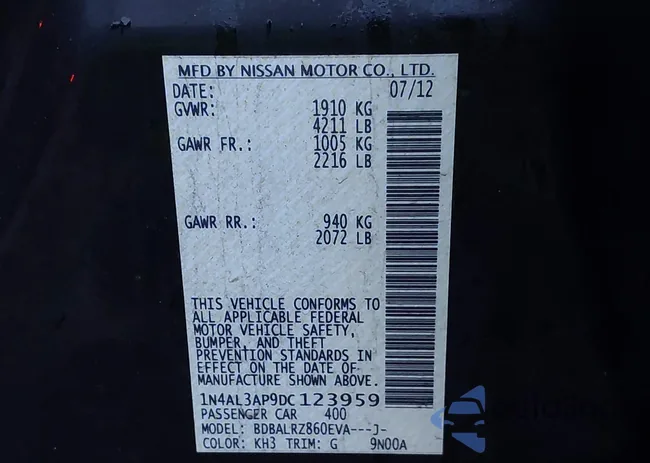 MFD BY NISSAN MOTOR CO., LTD.
DATE: 07/12
GVWR: 1910 KG
4211 LB
GAWR FR.: 1005 KG
2216 LB
GAWR RR.: 940 KG
2072 LB
THIS VEHICLE CONFORMS TO
ALL APPLICABLE FEDERAL
MOTOR VEHICLE SAFETY,
BUMPER, AND THEFT
PREVENTION STANDARDS IN
EFFECT ON THE DATE OF
MANUFACTURE SHOWN ABOVE.
1N4AL3AP9DC123959
PASSENGER CAR 400
MODEL: BDBALRZ860EVA---J-
COLOR: KH3 TRIM: G 9N00A